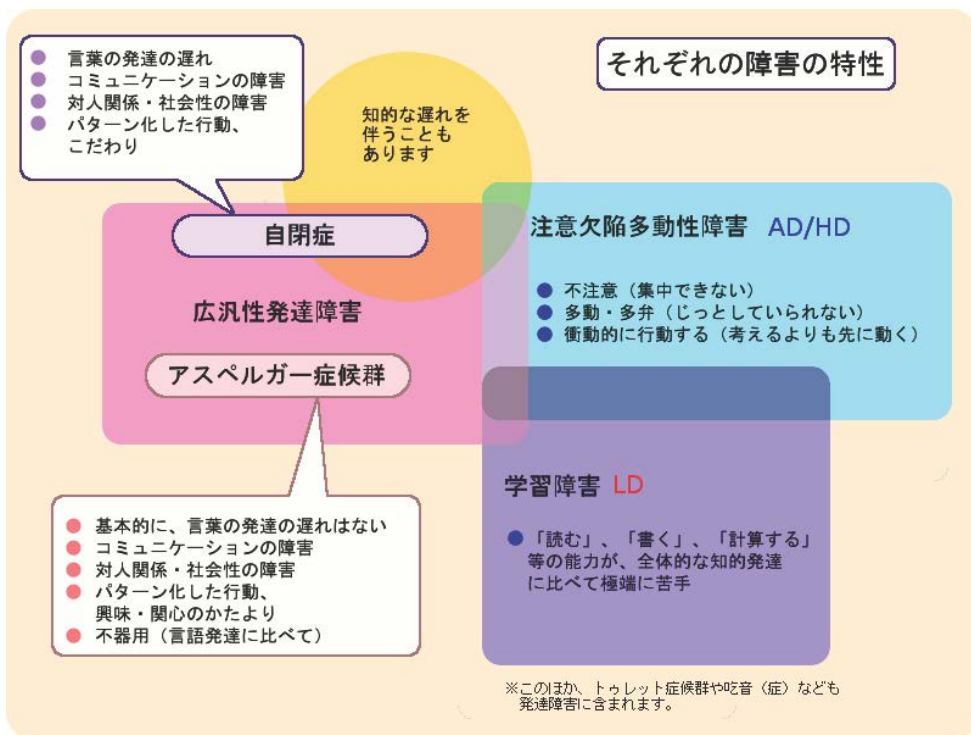 それぞれの障害の特性
● 言葉の発達の遅れ
● コミュニケーションの障害
● 対人関係・社会性の障害
● パターン化した行動、
こだわり
知的な遅れを
伴うことも
あります
自閉症
広汎性発達障害
アスペルガー症候群
● 基本的に、言葉の発達の遅れはない
● コミュニケーションの障害
● 対人関係・社会性の障害
● パターン化した行動、
興味・関心のかたより
● 不器用（言語発達に比べて）
注意欠陥多動性障害 AD/HD
● 不注意（集中できない）
● 多動・多弁（じっとしていられない）
● 衝動的に行動する（考えるよりも先に動く）
学習障害 LD
● 「読む」、「書く」、「計算する」
等の能力が、全体的な知的発達
に比べて極端に苦手
※このほか、トゥレット症候群や吃音（症）なども
発達障害に含まれます。